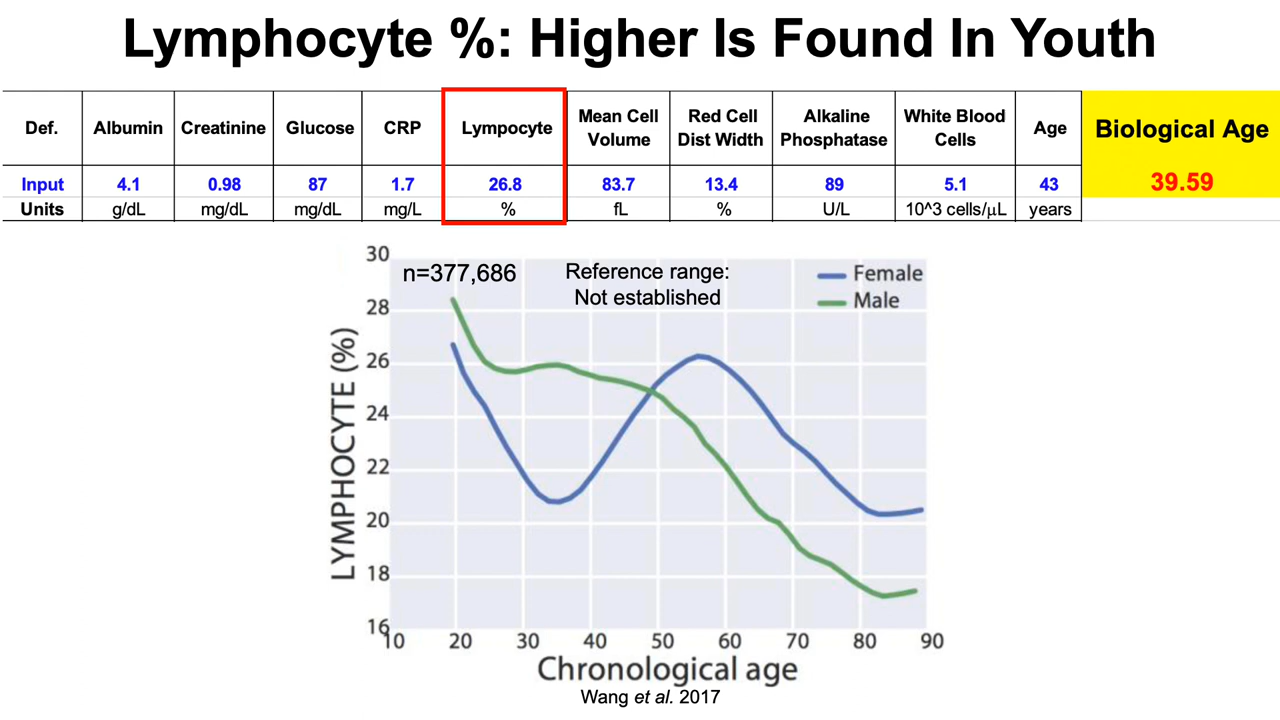 Lymphocyte %: Higher Is Found In Youth
Def. Albumin Creatinine Glucose CRP Lympocyte Mean Cell Volume Red Cell Dist Width Alkaline Phosphatase White Blood Cells Age Biological Age
Input 4.1 0.98 87 1.7 26.8 83.7 13.4 89 5.1 43 39.59
Units g/dL mg/dL mg/dL mg/L % fL % U/L 10^3 cells/μL years
n=377,686
Reference range:
Not established
Female
Male
LYMPHOCYTE (%)
30
28
26
24
22
20
18
16
10 20 30 40 50 60 70 80 90
Chronological age
Wang et al. 2017